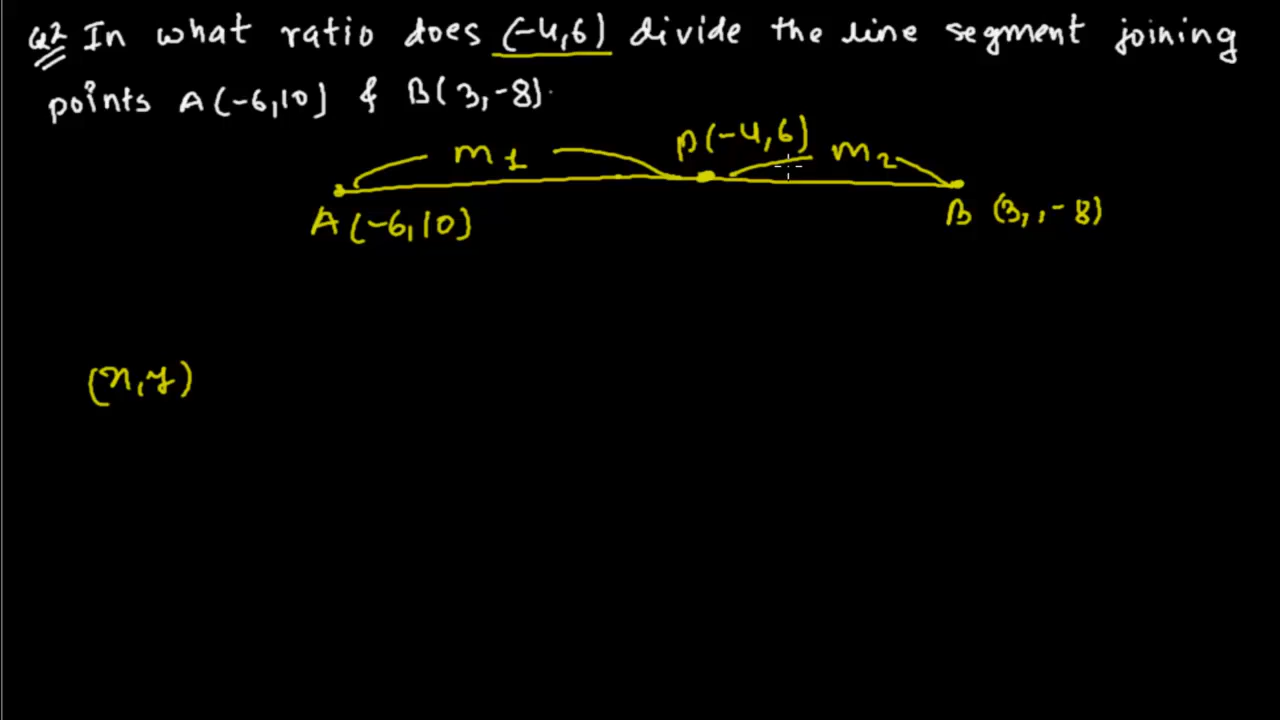 Q2 In what ratio does (-4,6) divide the line segment joining
points A(-6,10) & B(3,-8).
m1 P(-4,6) m2
A(-6,10) B (3,,-8)
(x,y)